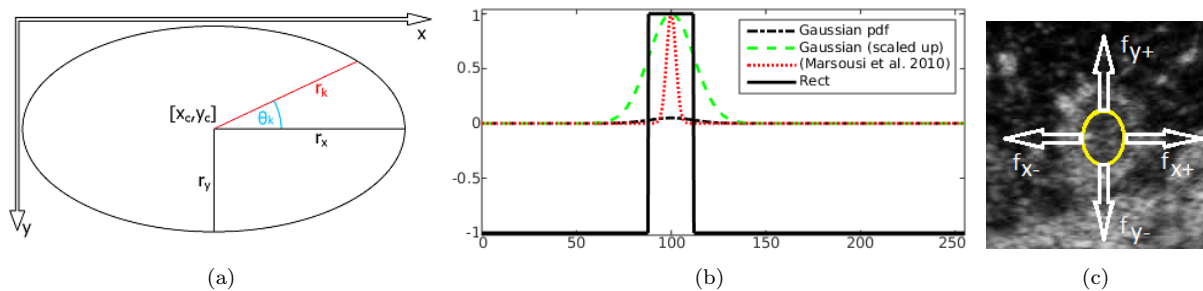 x
[x_c,y_c]
r_k
θ_k
r_x
r_y
y
(a)
1
0.5
0
-0.5
-1
0 50 100 150 200 250
Gaussian pdf
Gaussian (scaled up)
(Marsousi et al. 2010)
Rect
(b)
f_y+
f_x-
f_x+
f_y-
(c)